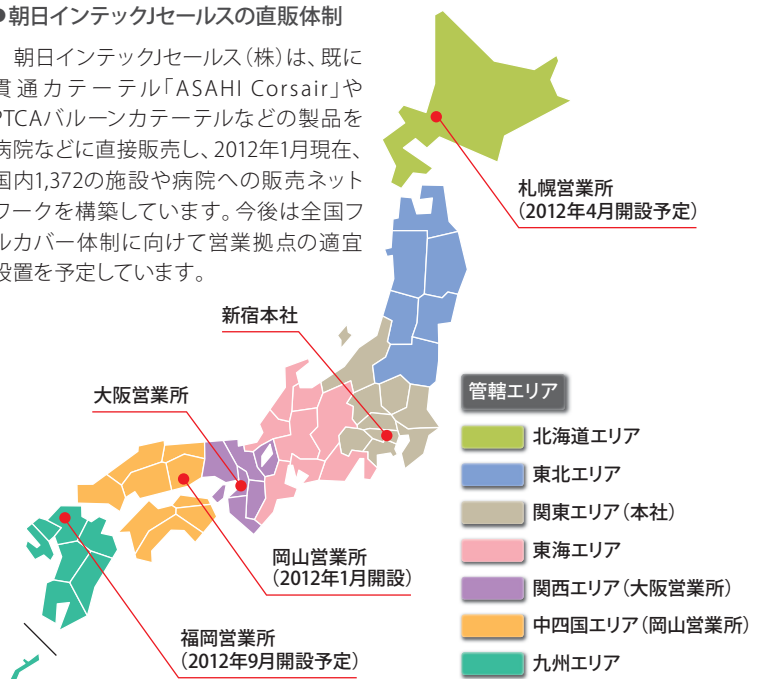 ●朝日インテックJセールスの直販体制
朝日インテックJセールス(株)は、既に
貫通カテーテル「ASAHI Corsair」や
PTCAバルーンカテーテルなどの製品を
病院などに直接販売し、2012年1月現在、
国内1,372の施設や病院への販売ネット
ワークを構築しています。今後は全国フ
ルカバー体制に向けて営業拠点の適宜
設置を予定しています。
札幌営業所
(2012年4月開設予定)
新宿本社
大阪営業所
岡山営業所
(2012年1月開設)
福岡営業所
(2012年9月開設予定)
管轄エリア
北海道エリア
東北エリア
関東エリア(本社)
東海エリア
関西エリア(大阪営業所)
中四国エリア(岡山営業所)
九州エリア